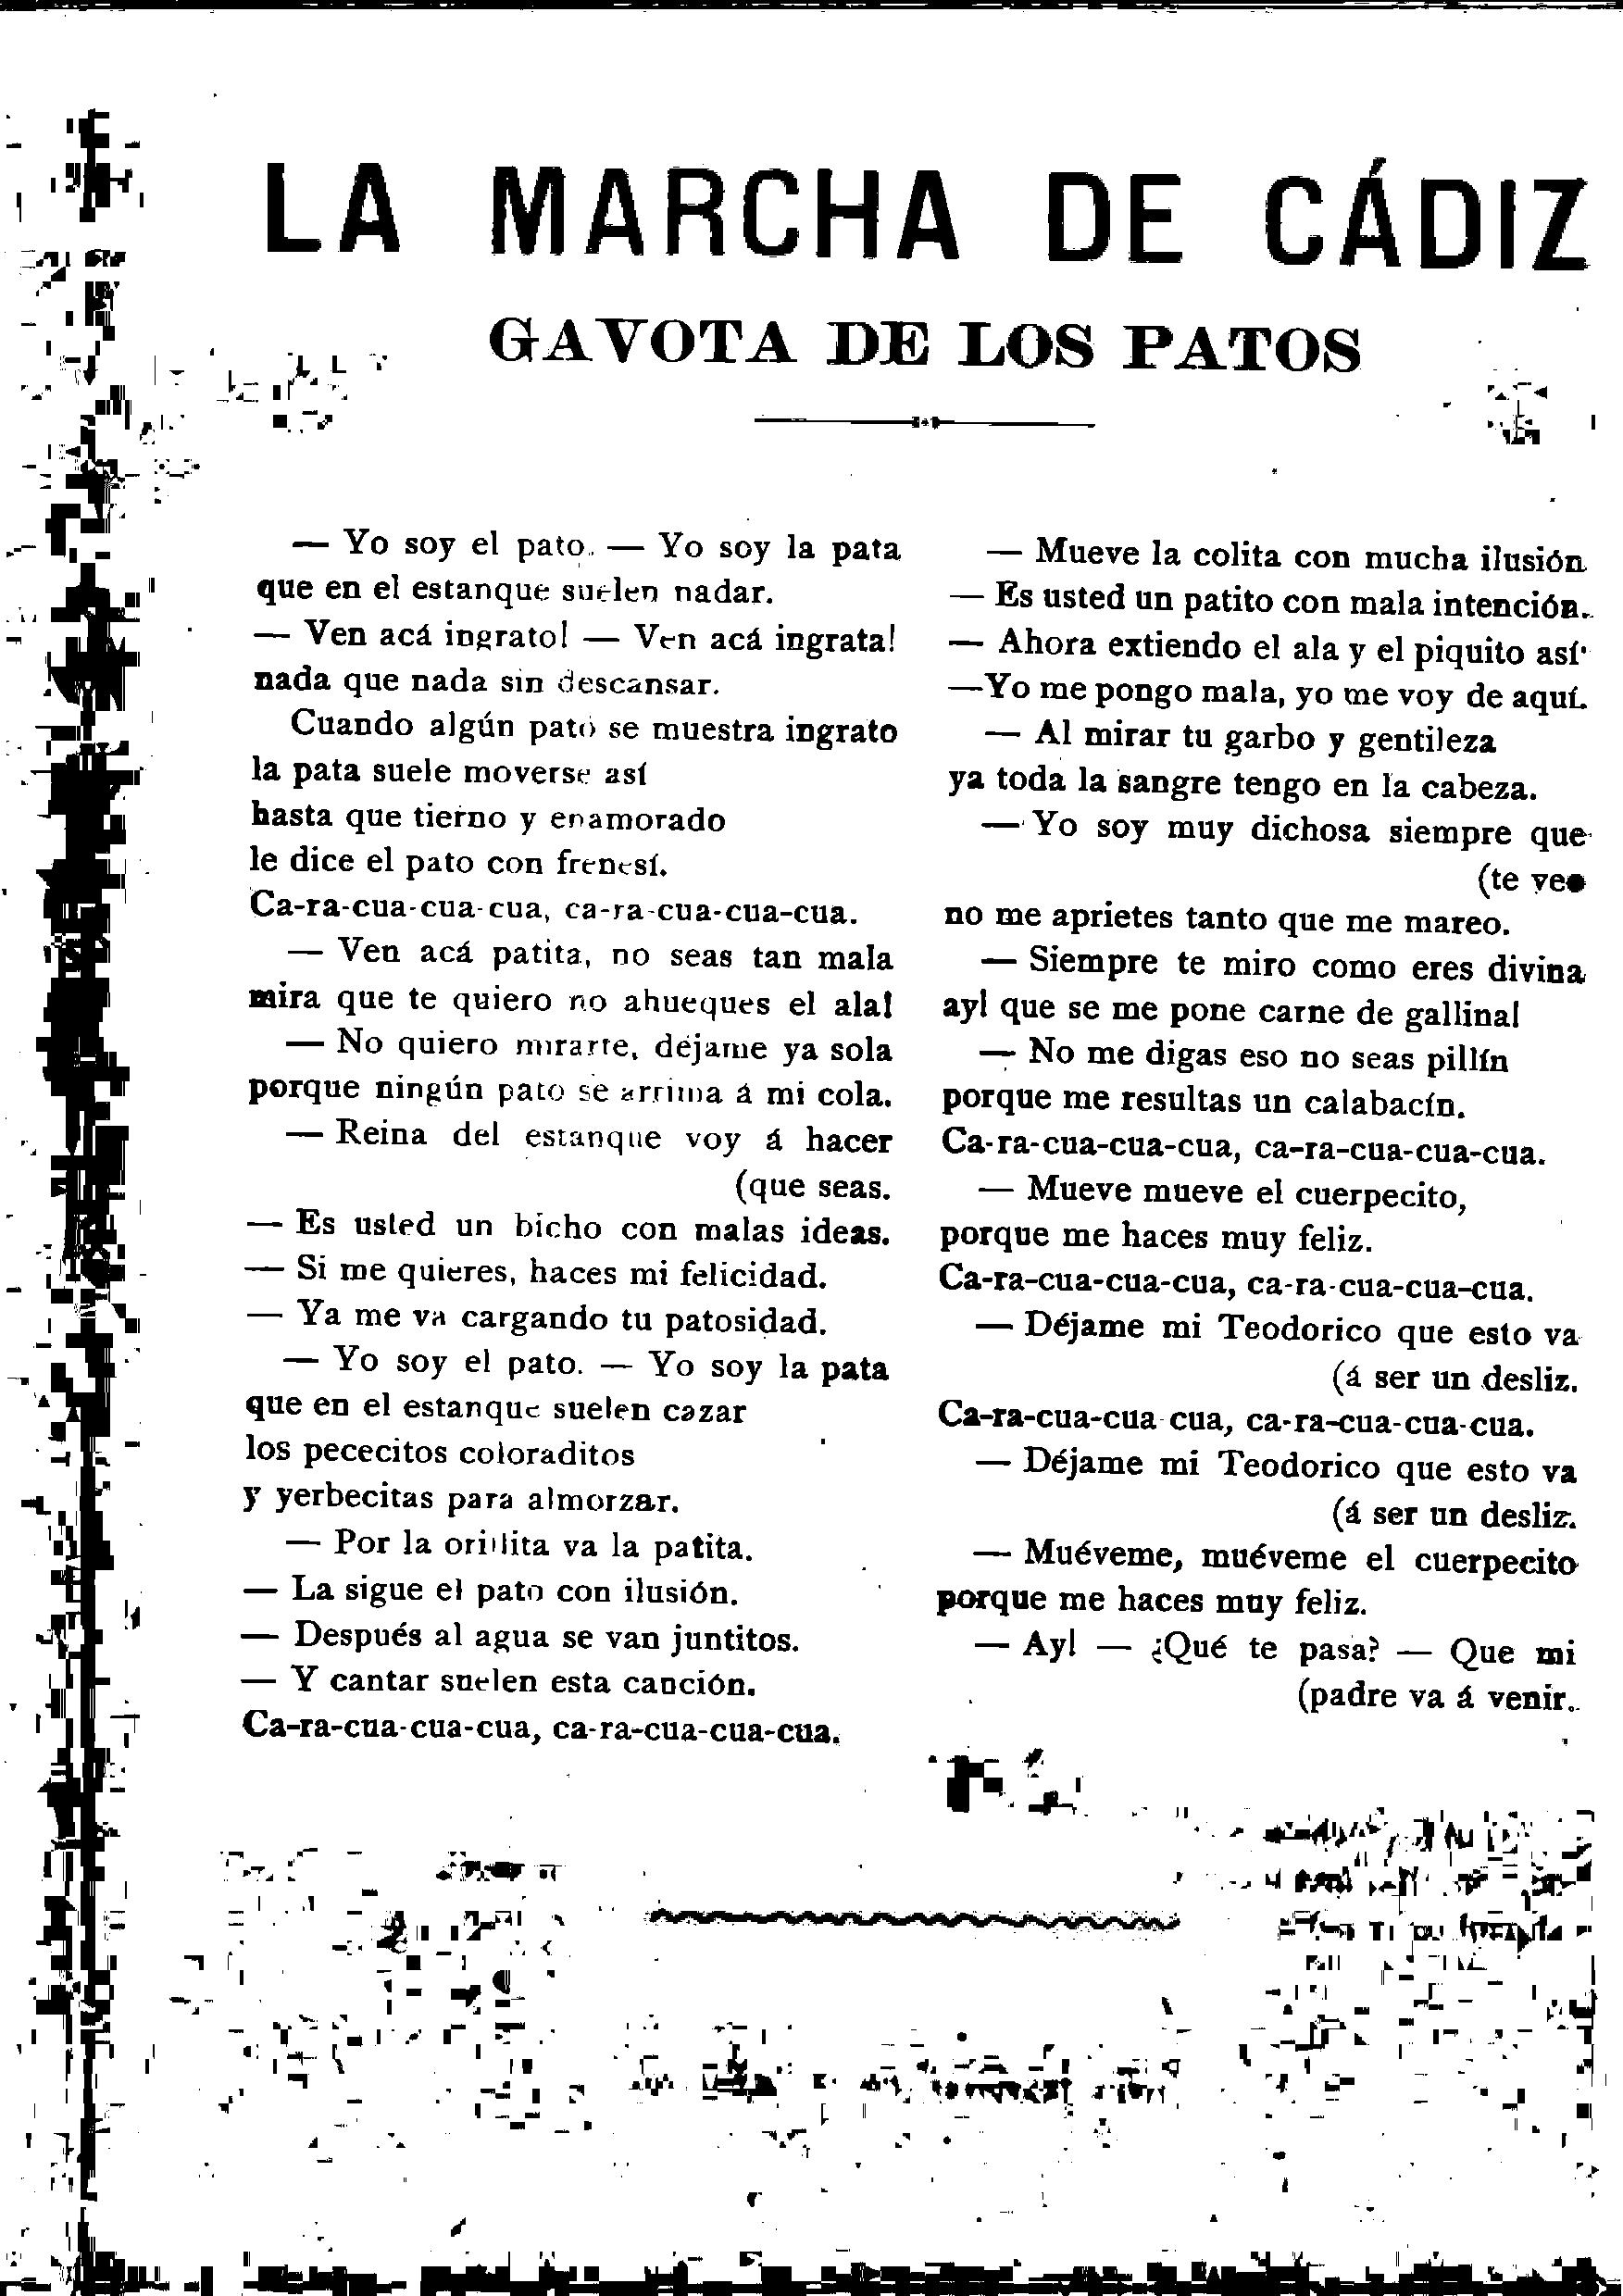 LA MARCHA DE CÁDIZ
GAVOTA DE LOS PATOS
— Yo soy el pato. — Yo soy la pata
que en el estanque suelen nadar.
— Ven acá ingrato! — Ven acá ingrata!
nada que nada sin descansar.
Cuando algún pato se muestra ingrato
la pata suele moverse así
hasta que tierno y enamorado
le dice el pato con frenesí.
Ca-ra-cua-cua-cua, ca-ra-cua-cua-cua.
— Ven acá patita, no seas tan mala
mira que te quiero no ahueques el ala!
— No quiero mirarte, déjame ya sola
porque ningún pato se arrima á mi cola.
— Reina del estanque voy á hacer
(que seas.
— Es usted un bicho con malas ideas.
— Si me quieres, haces mi felicidad.
— Ya me va cargando tu patosidad.
— Yo soy el pato. — Yo soy la pata
que en el estanque suelen cazar
los pececitos coloraditos
y yerbecitas para almorzar.
— Por la orillita va la patita.
— La sigue el pato con ilusión.
— Después al agua se van juntitos.
— Y cantar suelen esta canción.
Ca-ra-cua-cua-cua, ca-ra-cua-cua-cua.
— Mueve la colita con mucha ilusión
— Es usted un patito con mala intención.
— Ahora extiendo el ala y el piquito así
—Yo me pongo mala, yo me voy de aquí.
— Al mirar tu garbo y gentileza
ya toda la sangre tengo en la cabeza.
— Yo soy muy dichosa siempre que
(te veo
no me aprietes tanto que me mareo.
— Siempre te miro como eres divina
ay! que se me pone carne de gallina!
— No me digas eso no seas pillín
porque me resultas un calabacín.
Ca-ra-cua-cua-cua, ca-ra-cua-cua-cua.
— Mueve mueve el cuerpecito,
porque me haces muy feliz.
Ca-ra-cua-cua-cua, ca-ra-cua-cua-cua.
— Déjame mi Teodorico que esto va
(á ser un desliz.
Ca-ra-cua-cua-cua, ca-ra-cua-cua-cua.
— Déjame mi Teodorico que esto va
(á ser un desliz.
— Muéveme, muéveme el cuerpecito
porque me haces muy feliz.
— Ay! — ¿Qué te pasa? — Que mi
(padre va á venir.